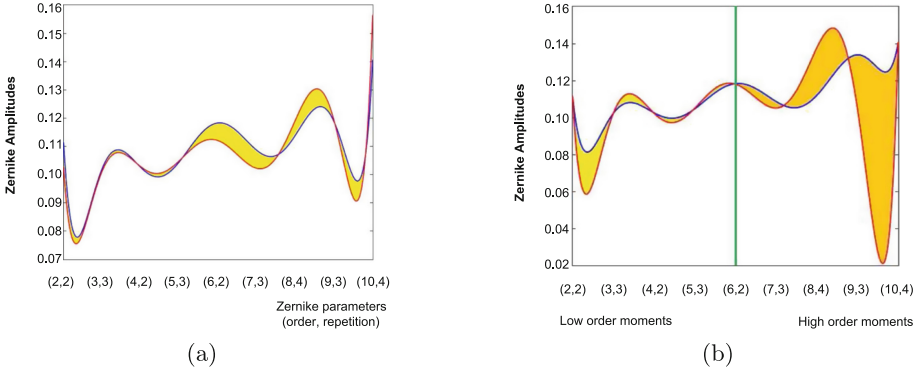 0.16
0.15
0.14
0.13
0.12
0.11
0.10
0.09
0.08
0.07
Zernike Amplitudes
(2,2) (3,3) (4,2) (5,3) (6,2) (7,3) (8,4) (9,3) (10,4)
Zernike parameters
(order, repetition)
(a)
0.16
0.14
0.12
0.10
0.08
0.06
0.04
0.02
Zernike Amplitudes
(2,2) (3,3) (4,2) (5,3) (6,2) (7,3) (8,4) (9,3) (10,4)
Low order moments High order moments
(b)